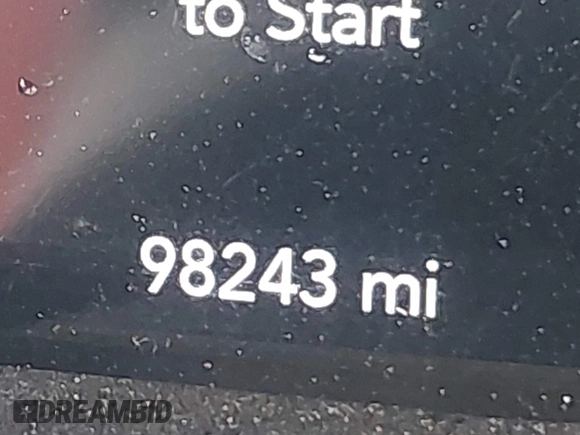 to Start
98243 mi
DREAMBID